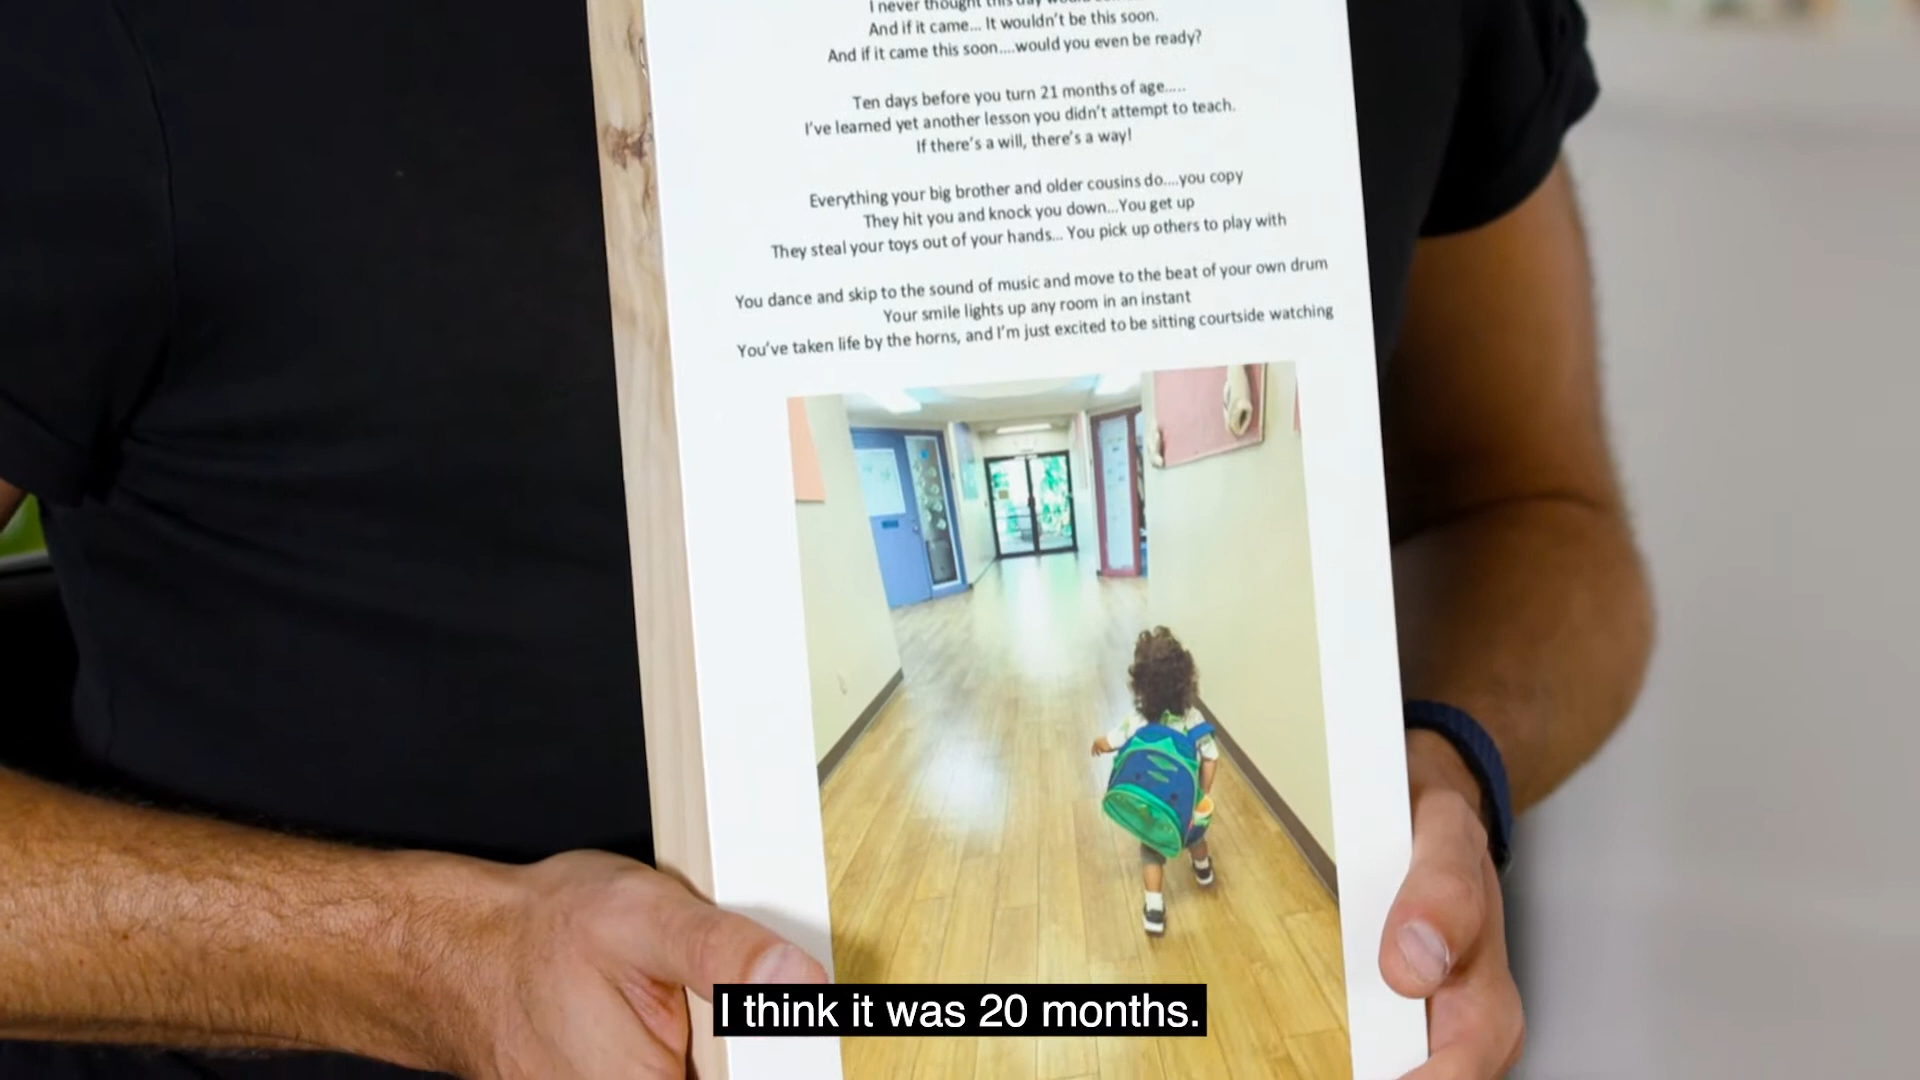 I never thought this day
And if it came... It wouldn't be this soon.
And if it came this soon....would you even be ready?
Ten days before you turn 21 months of age.....
I've learned yet another lesson you didn't attempt to teach.
If there's a will, there's a way!
Everything your big brother and older cousins do....you copy
They hit you and knock you down...You get up
They steal your toys out of your hands... You pick up others to play with
You dance and skip to the sound of music and move to the beat of your own drum
Your smile lights up any room in an instant
You've taken life by the horns, and I'm just excited to be sitting courtside watching
I think it was 20 months.